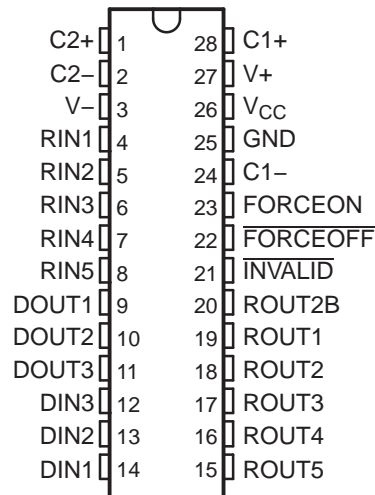 C2+ 1 28 C1+
C2− 2 27 V+
V− 3 26 VCC
RIN1 4 25 GND
RIN2 5 24 C1−
RIN3 6 23 FORCEON
RIN4 7 22 FORCEOFF
RIN5 8 21 INVALID
DOUT1 9 20 ROUT2B
DOUT2 10 19 ROUT1
DOUT3 11 18 ROUT2
DIN3 12 17 ROUT3
DIN2 13 16 ROUT4
DIN1 14 15 ROUT5